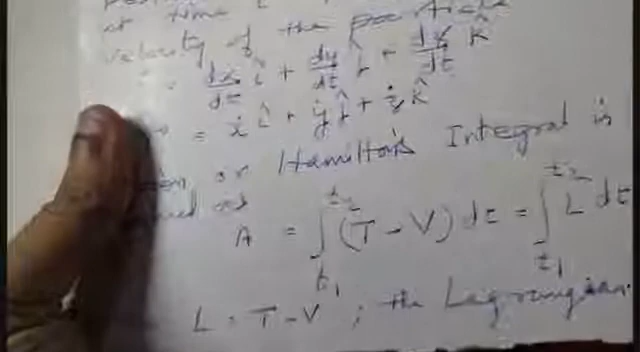 at time t
velocity of the particle
= dx/dt î + dy/dt ĵ + dz/dt k̂
= ẋ î + ẏ ĵ + ż k̂
or Hamilton's Integral is
as
A = ∫_{t₁}^{t₂} (T - V) dt = ∫_{t₁}^{t₂} L dt
L = T - V ; the Lagrangian